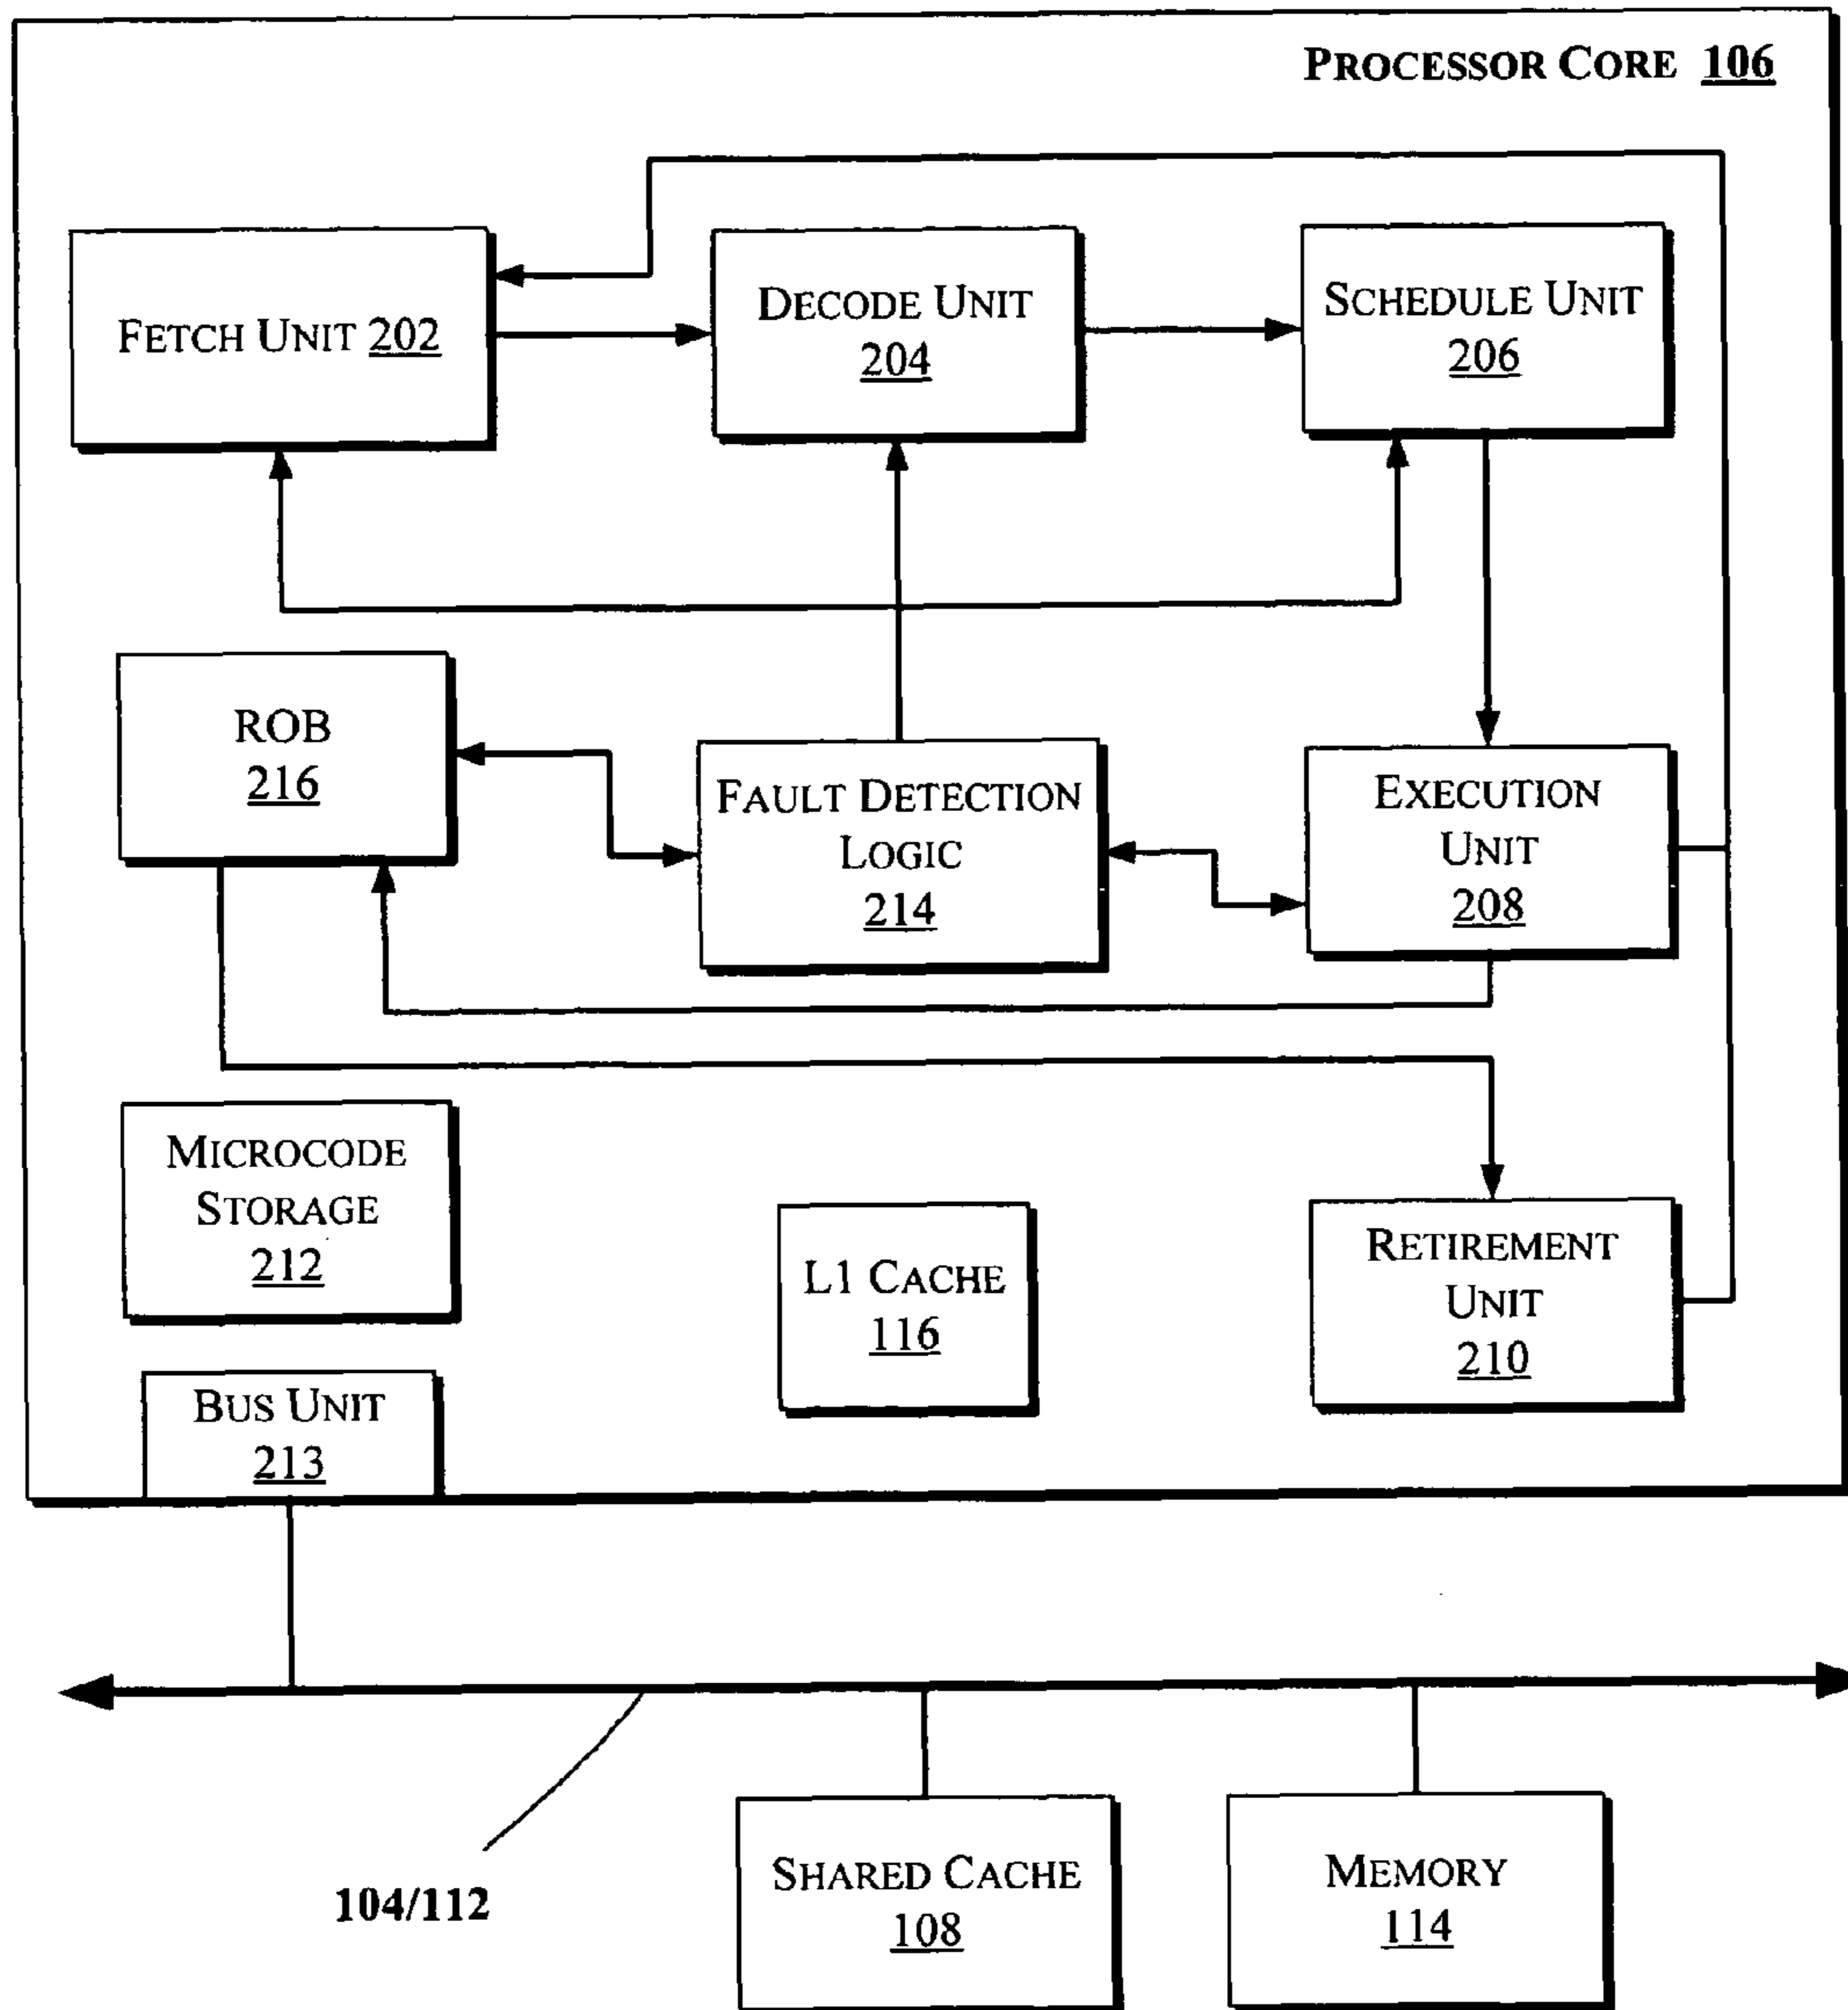 PROCESSOR CORE 106
FETCH UNIT 202
DECODE UNIT
204
SCHEDULE UNIT
206
ROB
216
FAULT DETECTION
LOGIC
214
EXECUTION
UNIT
208
MICROCODE
STORAGE
212
L1 CACHE
116
RETIREMENT
UNIT
210
BUS UNIT
213
104/112
SHARED CACHE
108
MEMORY
114